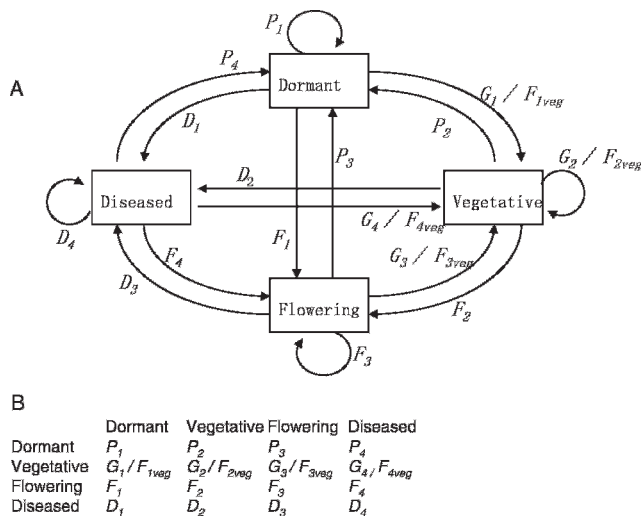 P1
P4
A
Dormant
G1 / F1veg
D1
P2
P3
G2 / F2veg
D2
Diseased
Vegetative
G4 / F4veg
D4
F1
G3 / F3veg
F4
D3
F2
Flowering
F3
B
Dormant Vegetative Flowering Diseased
Dormant P1 P2 P3 P4
Vegetative G1/F1veg G2/F2veg G3/F3veg G4/F4veg
Flowering F1 F2 F3 F4
Diseased D1 D2 D3 D4